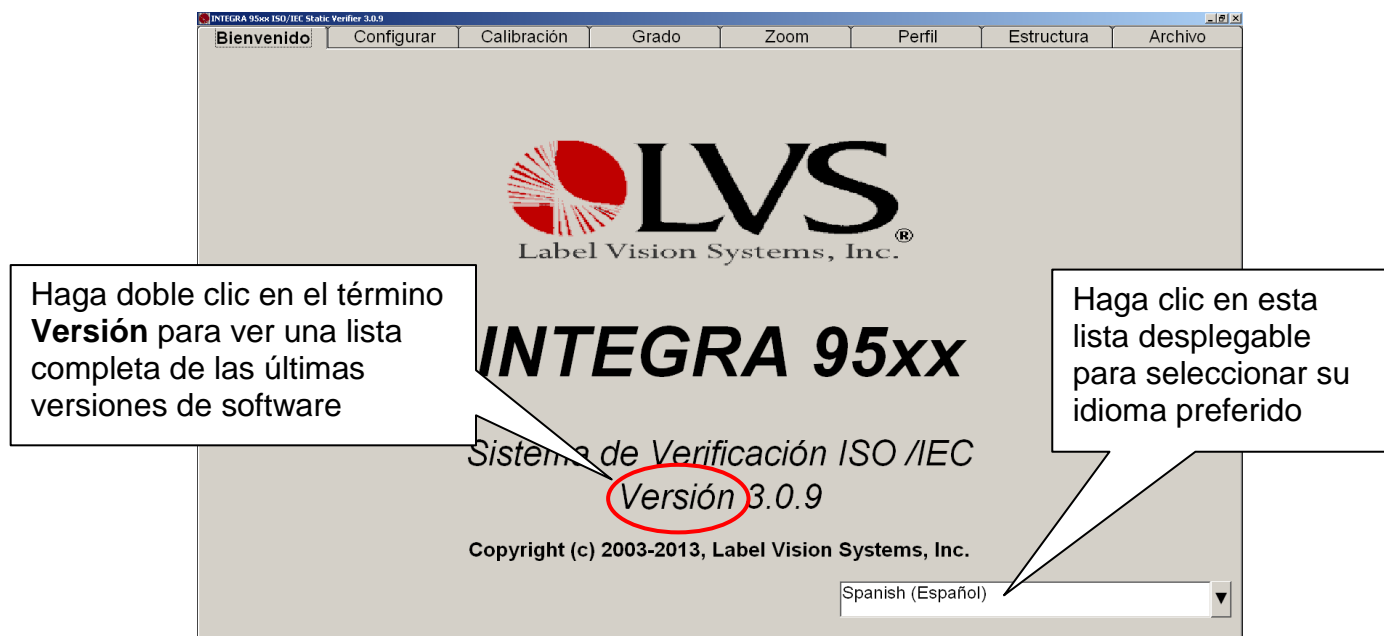 INTEGRA 95xx ISO/IEC Static Verifier 3.0.9
Bienvenido Configurar Calibración Grado Zoom Perfil Estructura Archivo
LVS®
Label Vision Systems, Inc.
Haga doble clic en el término
Versión para ver una lista
completa de las últimas
versiones de software
Haga clic en esta
lista desplegable
para seleccionar su
idioma preferido
INTEGRA 95xx
Sistema de Verificación ISO /IEC
Versión 3.0.9
Copyright (c) 2003-2013, Label Vision Systems, Inc.
Spanish (Español)